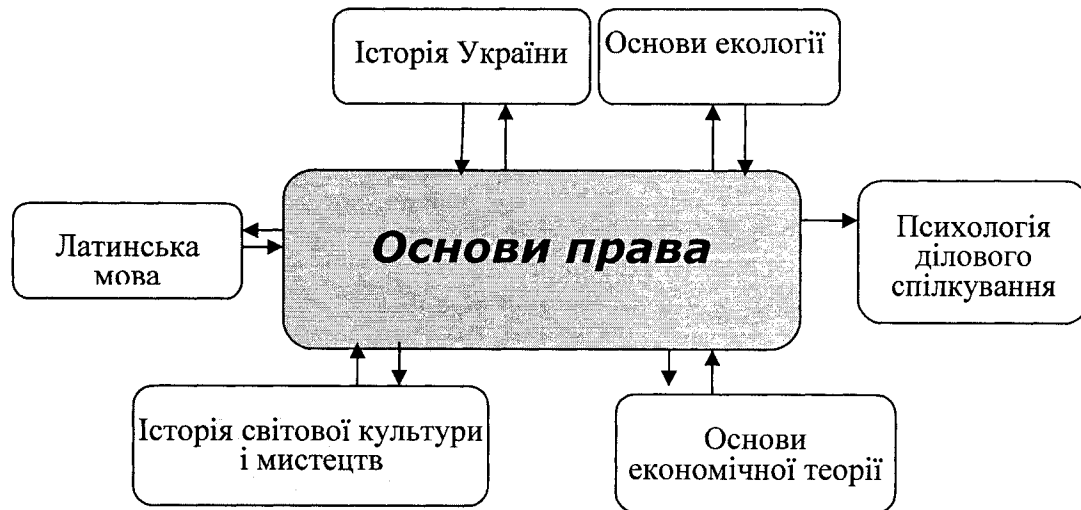 Історія України
Основи екології
Основи права
Латинська
мова
Психологія
ділового
спілкування
Історія світової культури
і мистецтв
Основи
економічної теорії